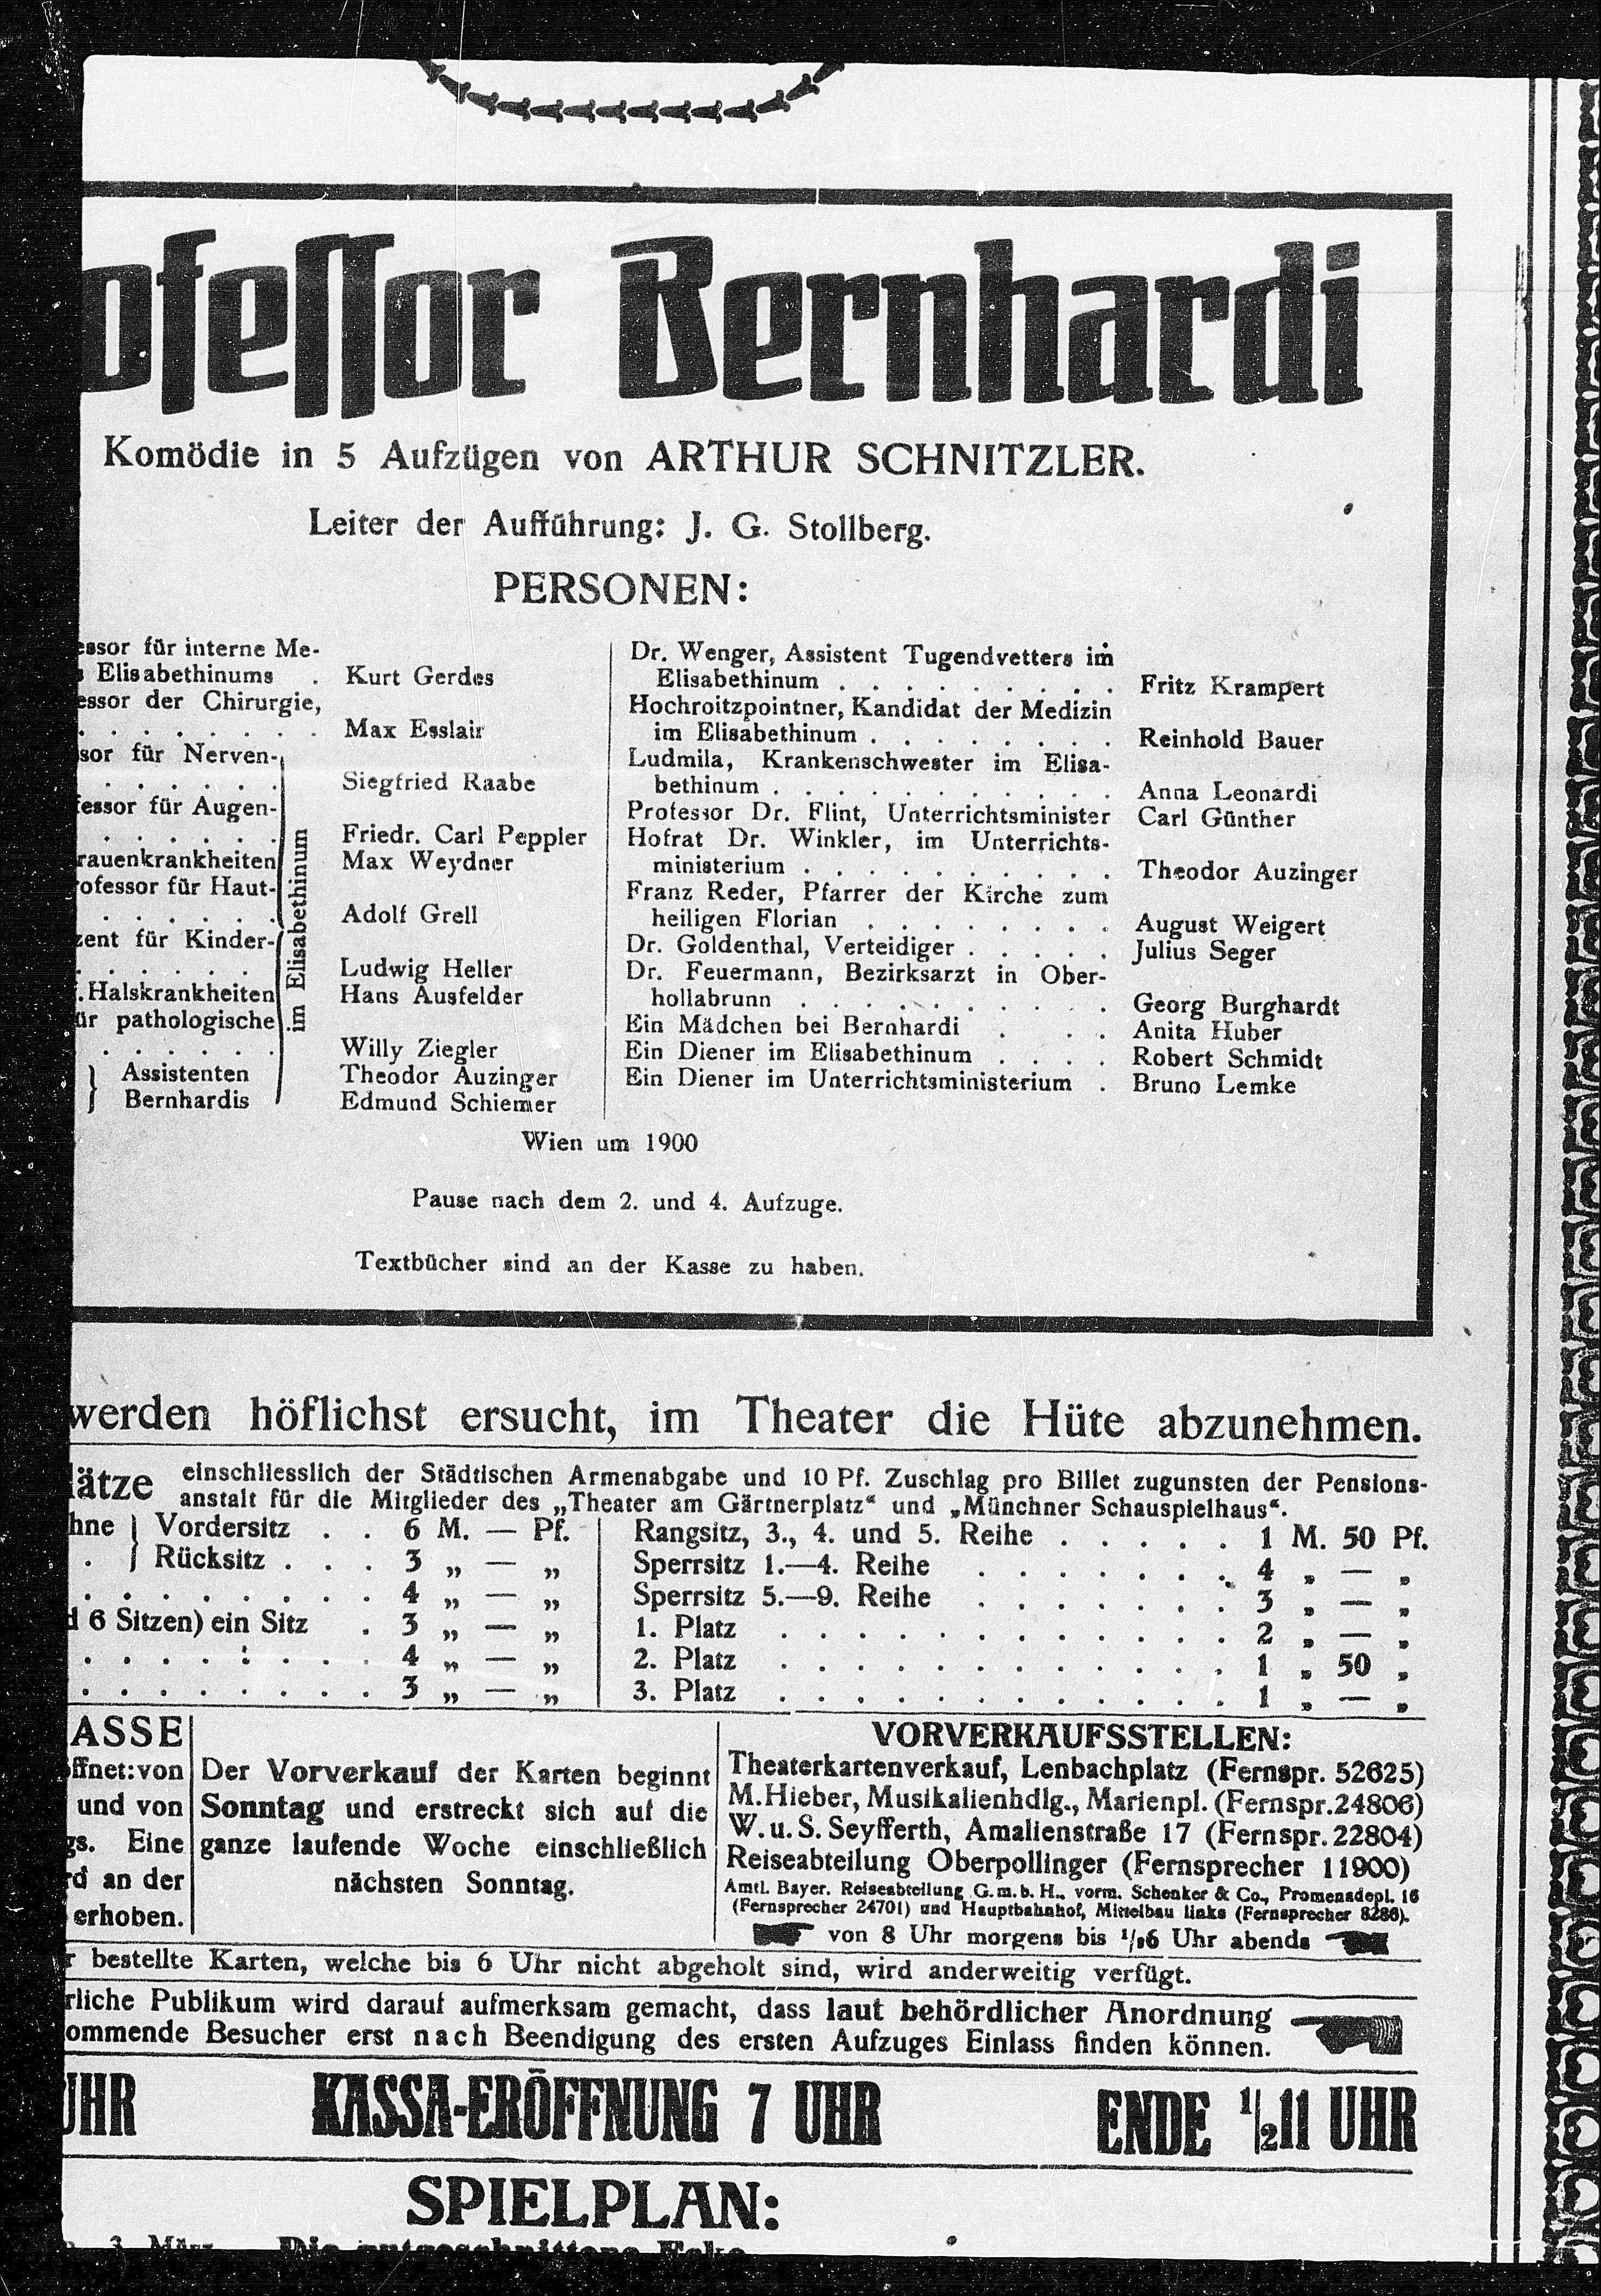 ofessor Bernhardi
Komödie in 5 Aufzügen von ARTHUR SCHNITZLER.
Leiter der Aufführung: J. G. Stollberg.
PERSONEN:
essor für interne Me-
s Elisabethinums . Kurt Gerdes
essor der Chirurgie,
. . . . . . . . Max Esslair
sor für Nerven-
. . . . . . Siegfried Raabe
fessor für Augen-
. . . . . . Friedr. Carl Peppler
rauenkrankheiten Max Weydner
ofessor für Haut-
. . . . . . Adolf Grell
zent für Kinder-
. . . . . . Ludwig Heller
f. Halskrankheiten Hans Ausfelder
ür pathologische
. . . . . . Willy Ziegler
} Assistenten Theodor Auzinger
} Bernhardis Edmund Schiemer
im Elisabethinum
Dr. Wenger, Assistent Tugendvetters im
Elisabethinum . . . . . . . . . Fritz Krampert
Hochroitzpointner, Kandidat der Medizin
im Elisabethinum . . . . . . . . Reinhold Bauer
Ludmila, Krankenschwester im Elisa-
bethinum . . . . . . . . . . . Anna Leonardi
Professor Dr. Flint, Unterrichtsminister Carl Günther
Hofrat Dr. Winkler, im Unterrichts-
ministerium . . . . . . . . . . Theodor Auzinger
Franz Reder, Pfarrer der Kirche zum
heiligen Florian . . . . . . . . August Weigert
Dr. Goldenthal, Verteidiger . . . . . Julius Seger
Dr. Feuermann, Bezirksarzt in Ober-
hollabrunn . . . . . . . . . . Georg Burghardt
Ein Mädchen bei Bernhardi . . . Anita Huber
Ein Diener im Elisabethinum . . . . Robert Schmidt
Ein Diener im Unterrichtsministerium . Bruno Lemke
Wien um 1900
Pause nach dem 2. und 4. Aufzuge.
Textbücher sind an der Kasse zu haben.
werden höflichst ersucht, im Theater die Hüte abzunehmen.
lätze einschliesslich der Städtischen Armenabgabe und 10 Pf. Zuschlag pro Billet zugunsten der Pensions-
anstalt für die Mitglieder des „Theater am Gärtnerplatz“ und „Münchner Schauspielhaus“.
hne } Vordersitz . . 6 M. — Pf.
. } Rücksitz . . . 3 „ — „
. . . . . . . . . 4 „ — „
d 6 Sitzen) ein Sitz . 3 „ — „
. . . . . . . . . 4 „ — „
. . . . . . . . . 3 „ — „
Rangsitz, 3., 4. und 5. Reihe . . . . . 1 M. 50 Pf.
Sperrsitz 1.—4. Reihe . . . . . . . 4 „ — „
Sperrsitz 5.—9. Reihe . . . . . . . 3 „ — „
1. Platz . . . . . . . . . . . . 2 „ — „
2. Platz . . . . . . . . . . . . 1 „ 50 „
3. Platz . . . . . . . . . . . . 1 „ — „
ASSE
öffnet: von
und von
gs. Eine
rd an der
erhoben.
Der Vorverkauf der Karten beginnt
Sonntag und erstreckt sich auf die
ganze laufende Woche einschließlich
nächsten Sonntag.
VORVERKAUFSSTELLEN:
Theaterkartenverkauf, Lenbachplatz (Fernspr. 52625)
M. Hieber, Musikalienhdlg., Marienpl. (Fernspr. 24806)
W. u. S. Seyfferth, Amalienstraße 17 (Fernspr. 22804)
Reiseabteilung Oberpollinger (Fernsprecher 11900)
Amtl. Bayer. Reiseabteilung G. m. b. H., vorm. Schenker & Co., Promenadepl. 16
(Fernsprecher 24701) und Hauptbahnhof, Mittelbau links (Fernsprecher 8286).
von 8 Uhr morgens bis ½6 Uhr abends
r bestellte Karten, welche bis 6 Uhr nicht abgeholt sind, wird anderweitig verfügt.
rliche Publikum wird darauf aufmerksam gemacht, dass laut behördlicher Anordnung
ommende Besucher erst nach Beendigung des ersten Aufzuges Einlass finden können.
UHR KASSA-ERÖFFNUNG 7 UHR ENDE ½11 UHR
SPIELPLAN:
3. März Die gutgeschnittene Ecke